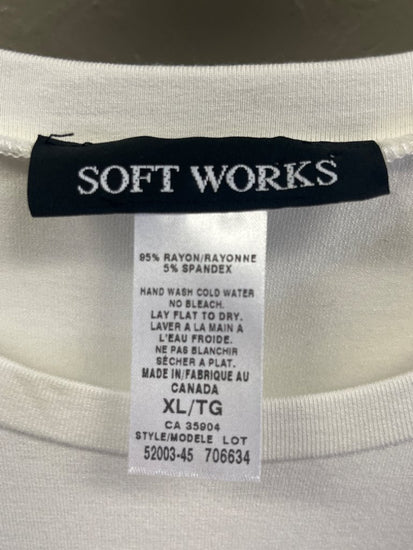 SOFT WORKS
95% RAYON/RAYONNE
5% SPANDEX
HAND WASH COLD WATER
NO BLEACH.
LAY FLAT TO DRY.
LAVER A LA MAIN A
L'EAU FROIDE.
NE PAS BLANCHIR
SÈCHER A PLAT.
MADE IN/FABRIQUE AU
CANADA
XL/TG
CA 35904
STYLE/MODELE LOT
52003-45 706634